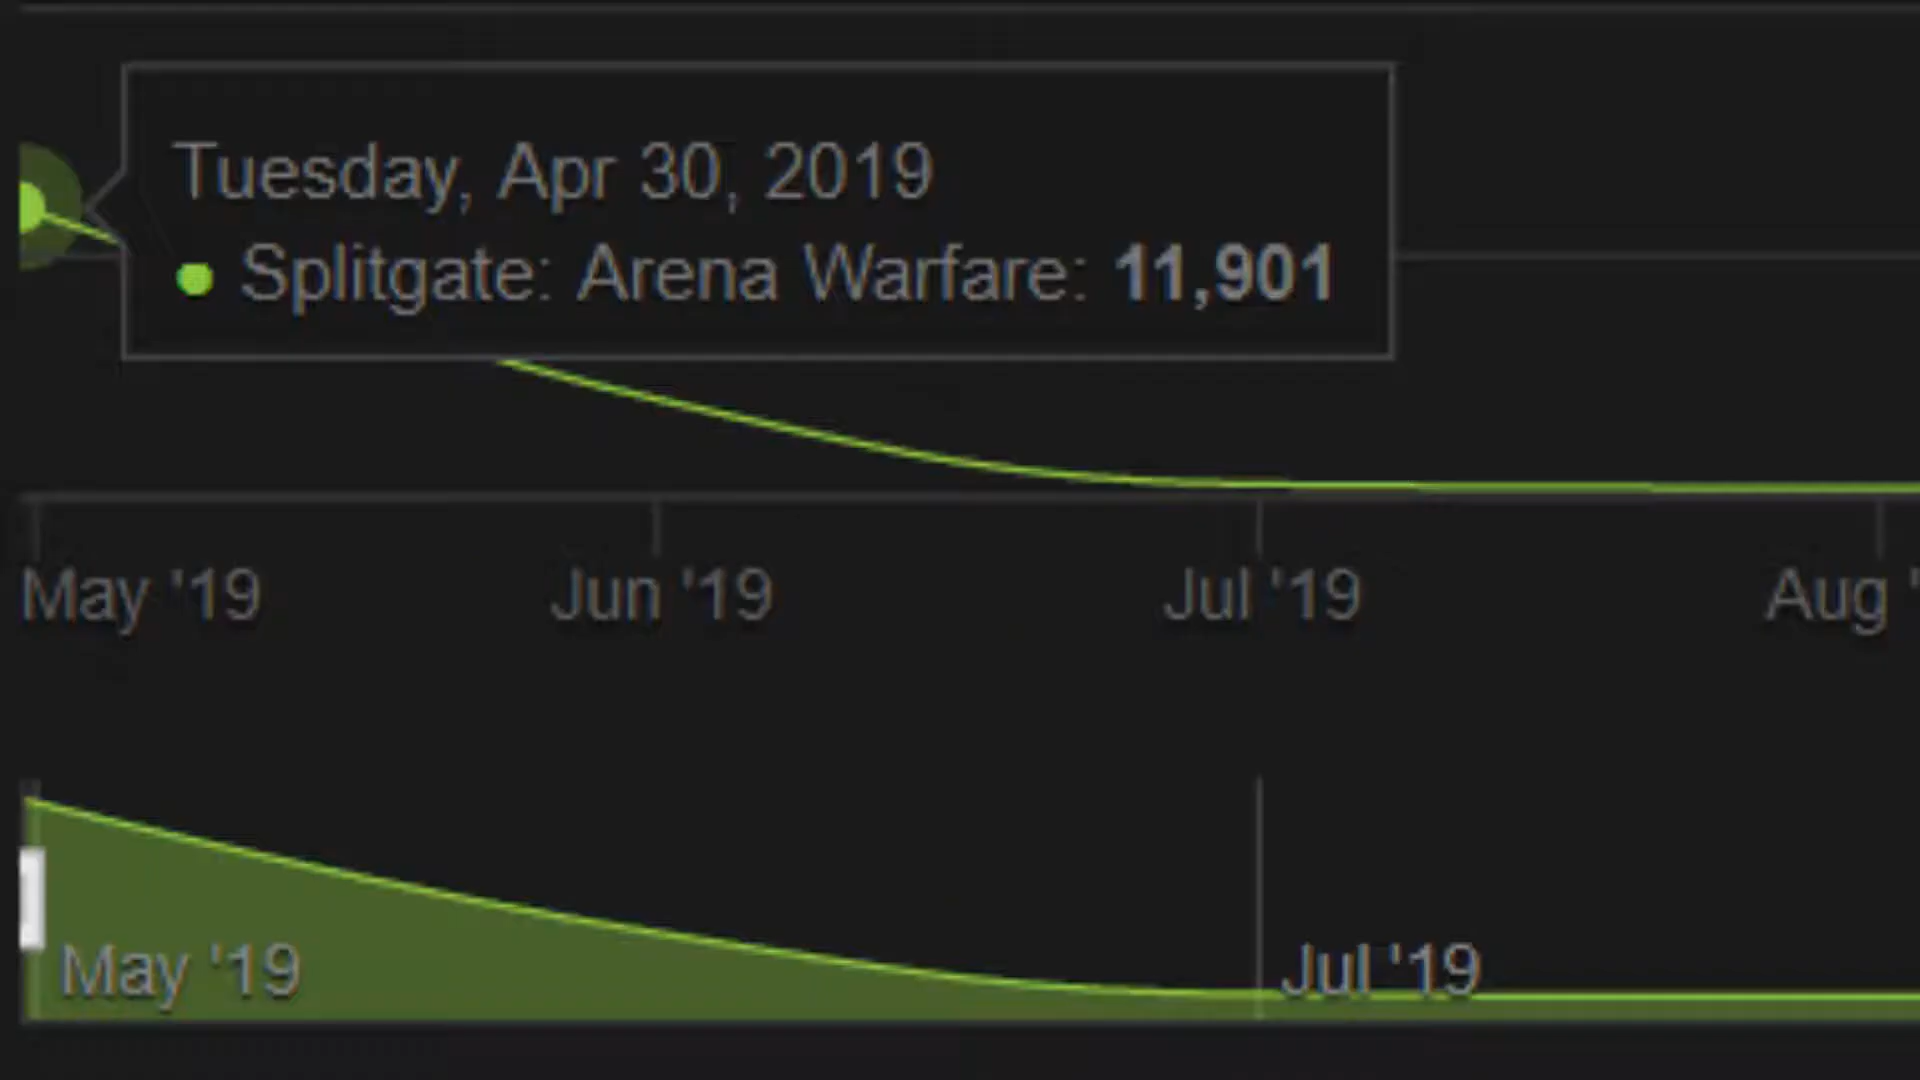 Tuesday, Apr 30, 2019
Splitgate: Arena Warfare: 11,901
May '19
Jun '19
Jul '19
Aug '
May '19
Jul '19